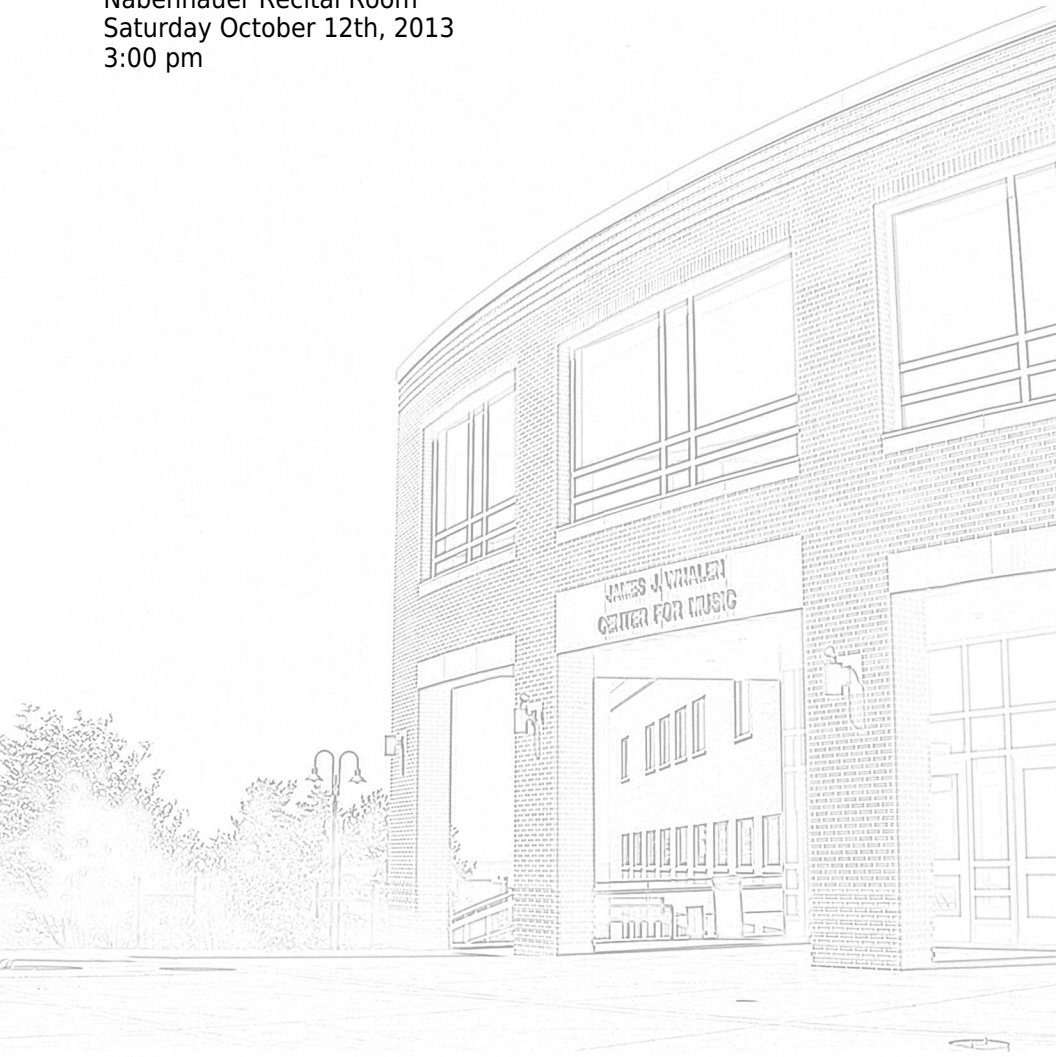 Nabenhauer Recital Room
Saturday October 12th, 2013
3:00 pm
JAMES J. WHALEN
CENTER FOR MUSIC